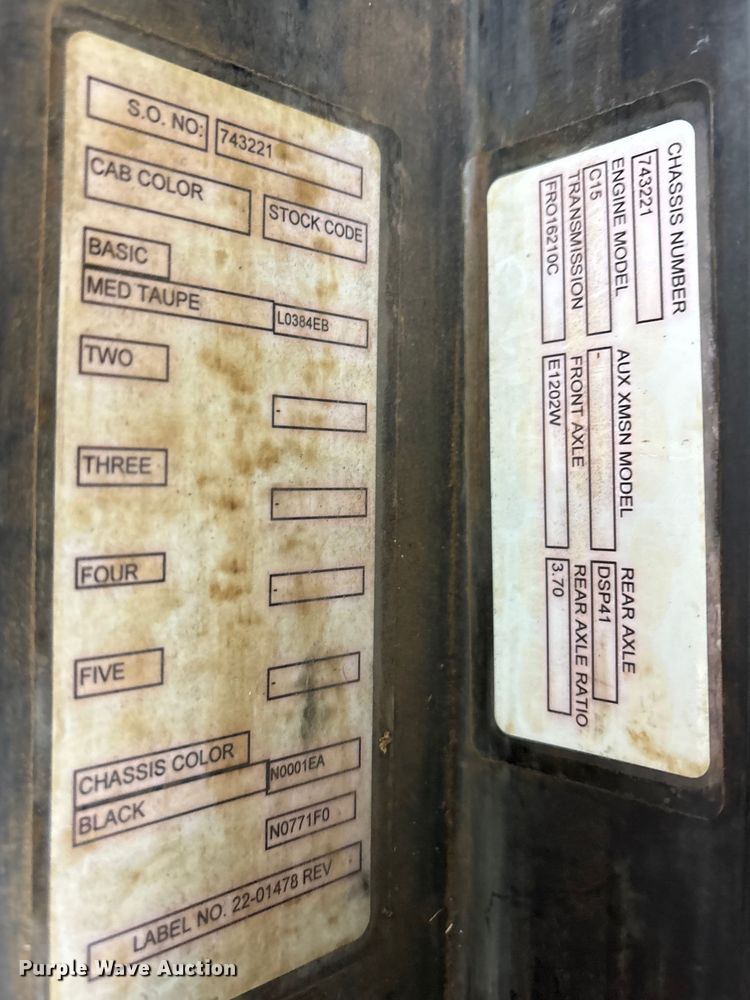 S.O. NO: 743221
CAB COLOR STOCK CODE
BASIC
MED TAUPE L0384EB
TWO -
THREE -
FOUR -
FIVE -
CHASSIS COLOR
BLACK N0001EA
N0771F0
LABEL NO. 22-01478 REV
CHASSIS NUMBER
743221
ENGINE MODEL AUX XMSN MODEL REAR AXLE
C15 - DSP41
TRANSMISSION FRONT AXLE REAR AXLE RATIO
FRO16210C E1202W 3.70
Purple Wave Auction